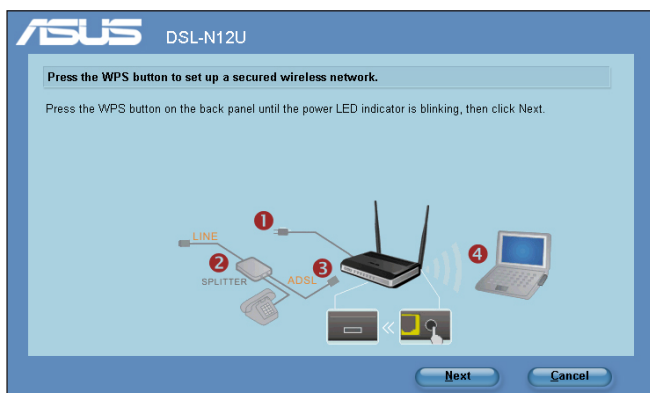 ASUS DSL-N12U
Press the WPS button to set up a secured wireless network.
Press the WPS button on the back panel until the power LED indicator is blinking, then click Next.
1
LINE
2
3
4
SPLITTER
ADSL
Next
Cancel